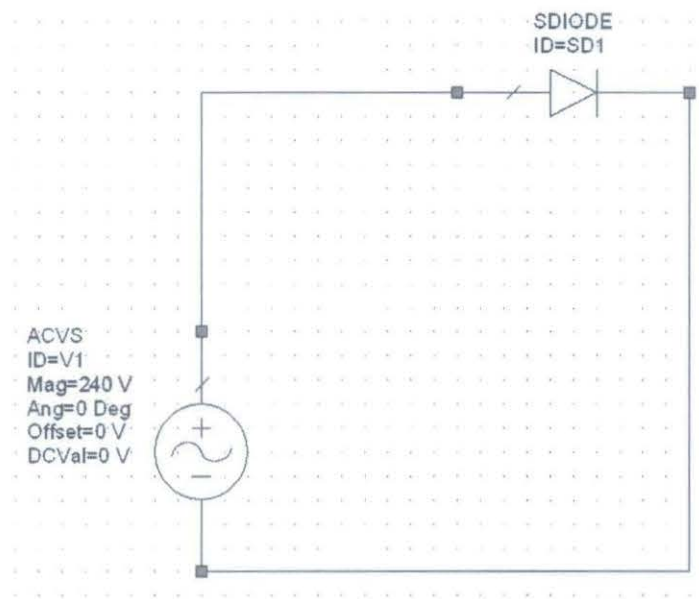 SDIODE
ID=SD1
ACVS
ID=V1
Mag=240 V
Ang=0 Deg
Offset=0 V
DCVal=0 V
+
−